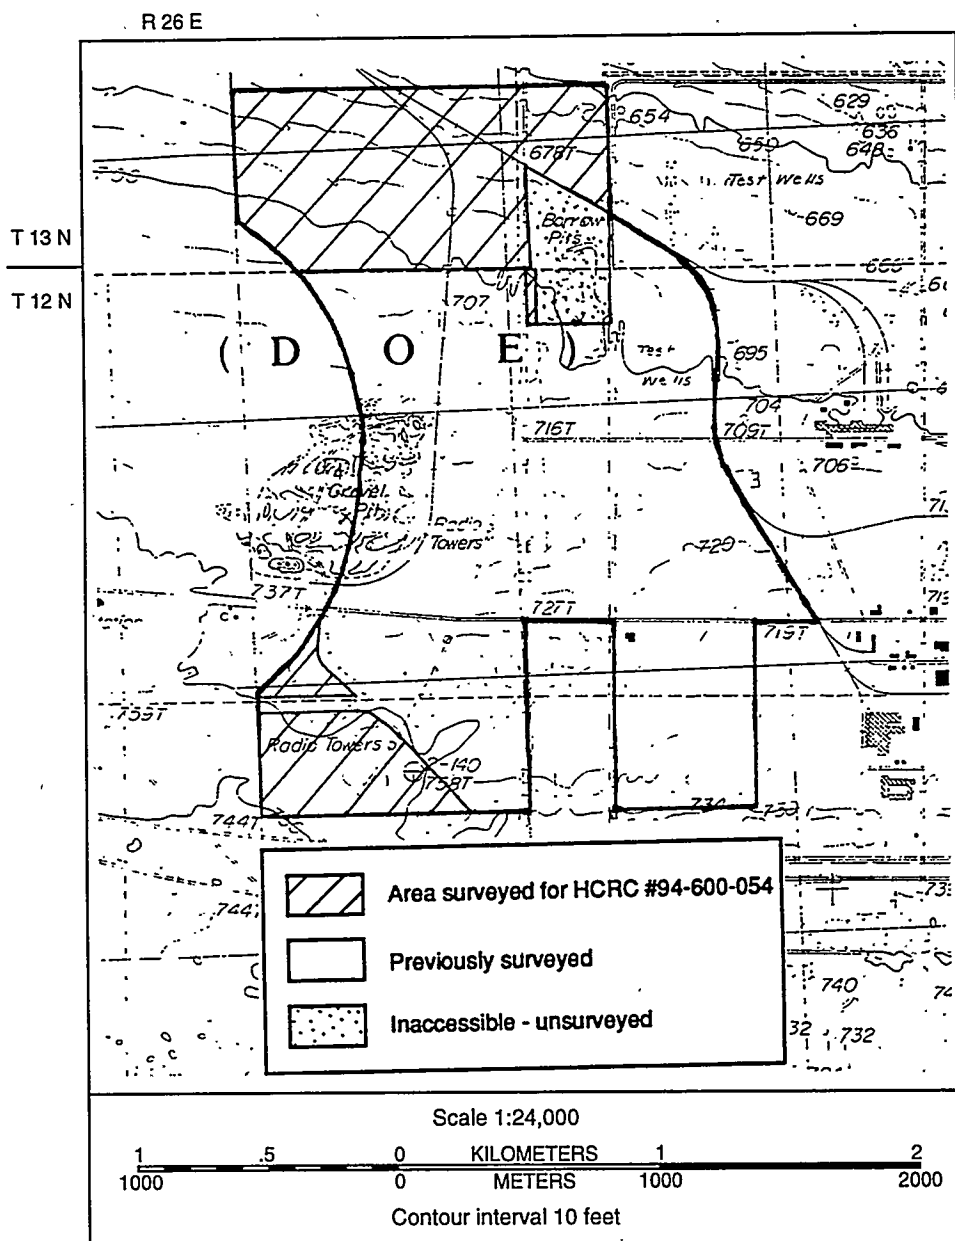 R 26 E
629
654
636
659
648
678T
Test Wells
669
Borrow
Pits
T 13 N
T 12 N
707
( D O E )
Test
Wells
695
704
716T
709T
706
Gravel
Pit
Radio
Towers
3
720
737T
727T
719T
759T
Radio Towers
140
758T
744T
744
740
732
32
Area surveyed for HCRC #94-600-054
Previously surveyed
Inaccessible - unsurveyed
Scale 1:24,000
1 .5 0 KILOMETERS 1 2
1000 0 METERS 1000 2000
Contour interval 10 feet